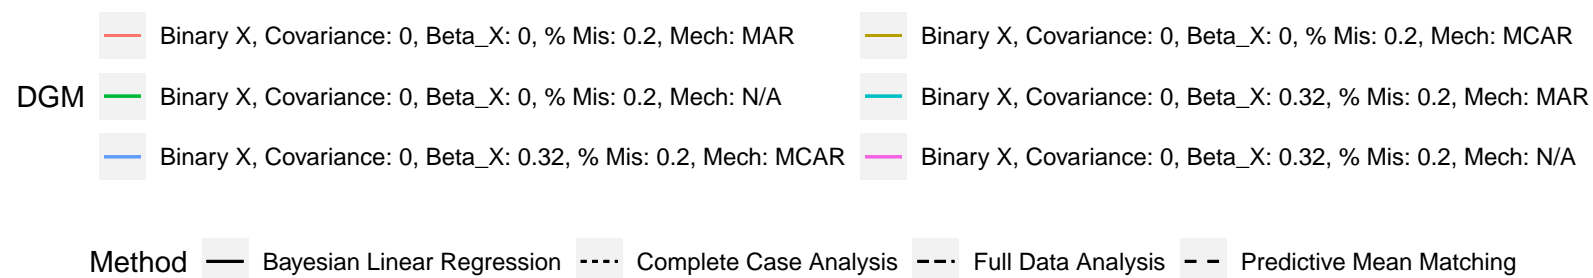 Binary X, Covariance: 0, Beta_X: 0, % Mis: 0.2, Mech: MAR
Binary X, Covariance: 0, Beta_X: 0, % Mis: 0.2, Mech: MCAR
DGM
Binary X, Covariance: 0, Beta_X: 0, % Mis: 0.2, Mech: N/A
Binary X, Covariance: 0, Beta_X: 0.32, % Mis: 0.2, Mech: MAR
Binary X, Covariance: 0, Beta_X: 0.32, % Mis: 0.2, Mech: MCAR
Binary X, Covariance: 0, Beta_X: 0.32, % Mis: 0.2, Mech: N/A
Method
Bayesian Linear Regression
Complete Case Analysis
Full Data Analysis
Predictive Mean Matching